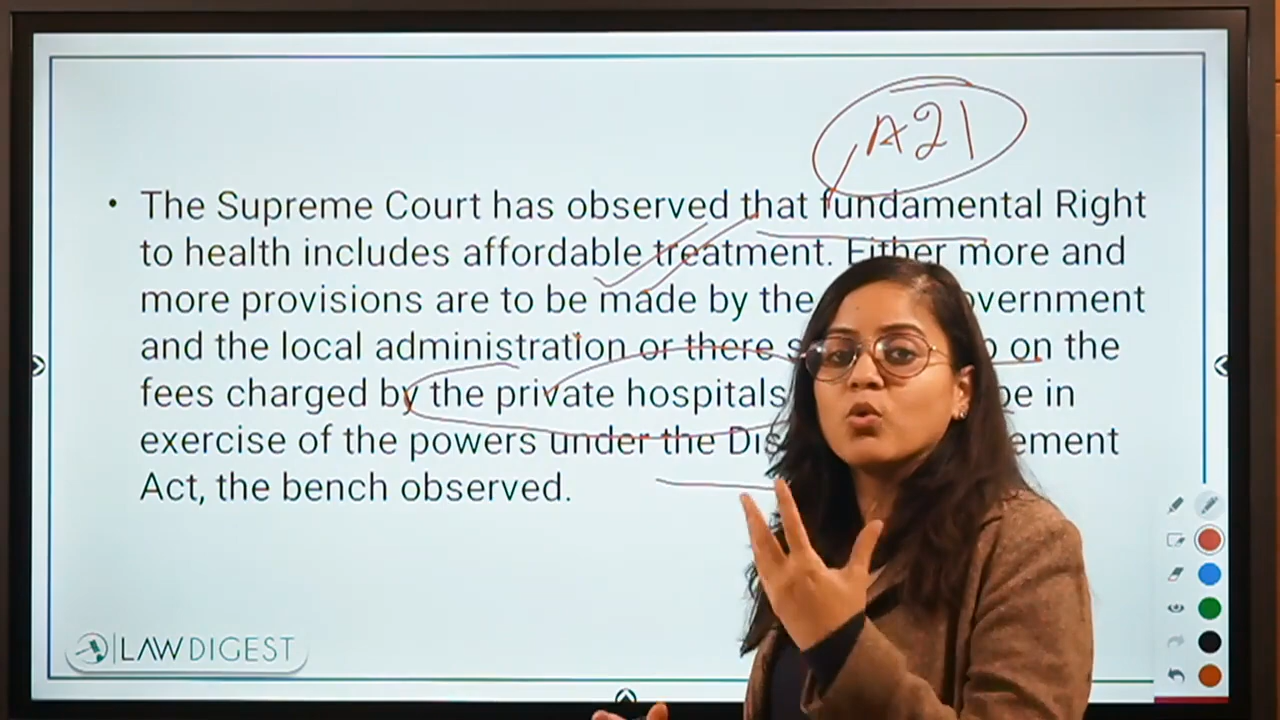 A21
• The Supreme Court has observed that fundamental Right
to health includes affordable treatment. Either more and
more provisions are to be made by the
and the local administration or there on the
fees charged by the private hospitals be in
exercise of the powers under the
Act, the bench observed.
LAWDIGEST